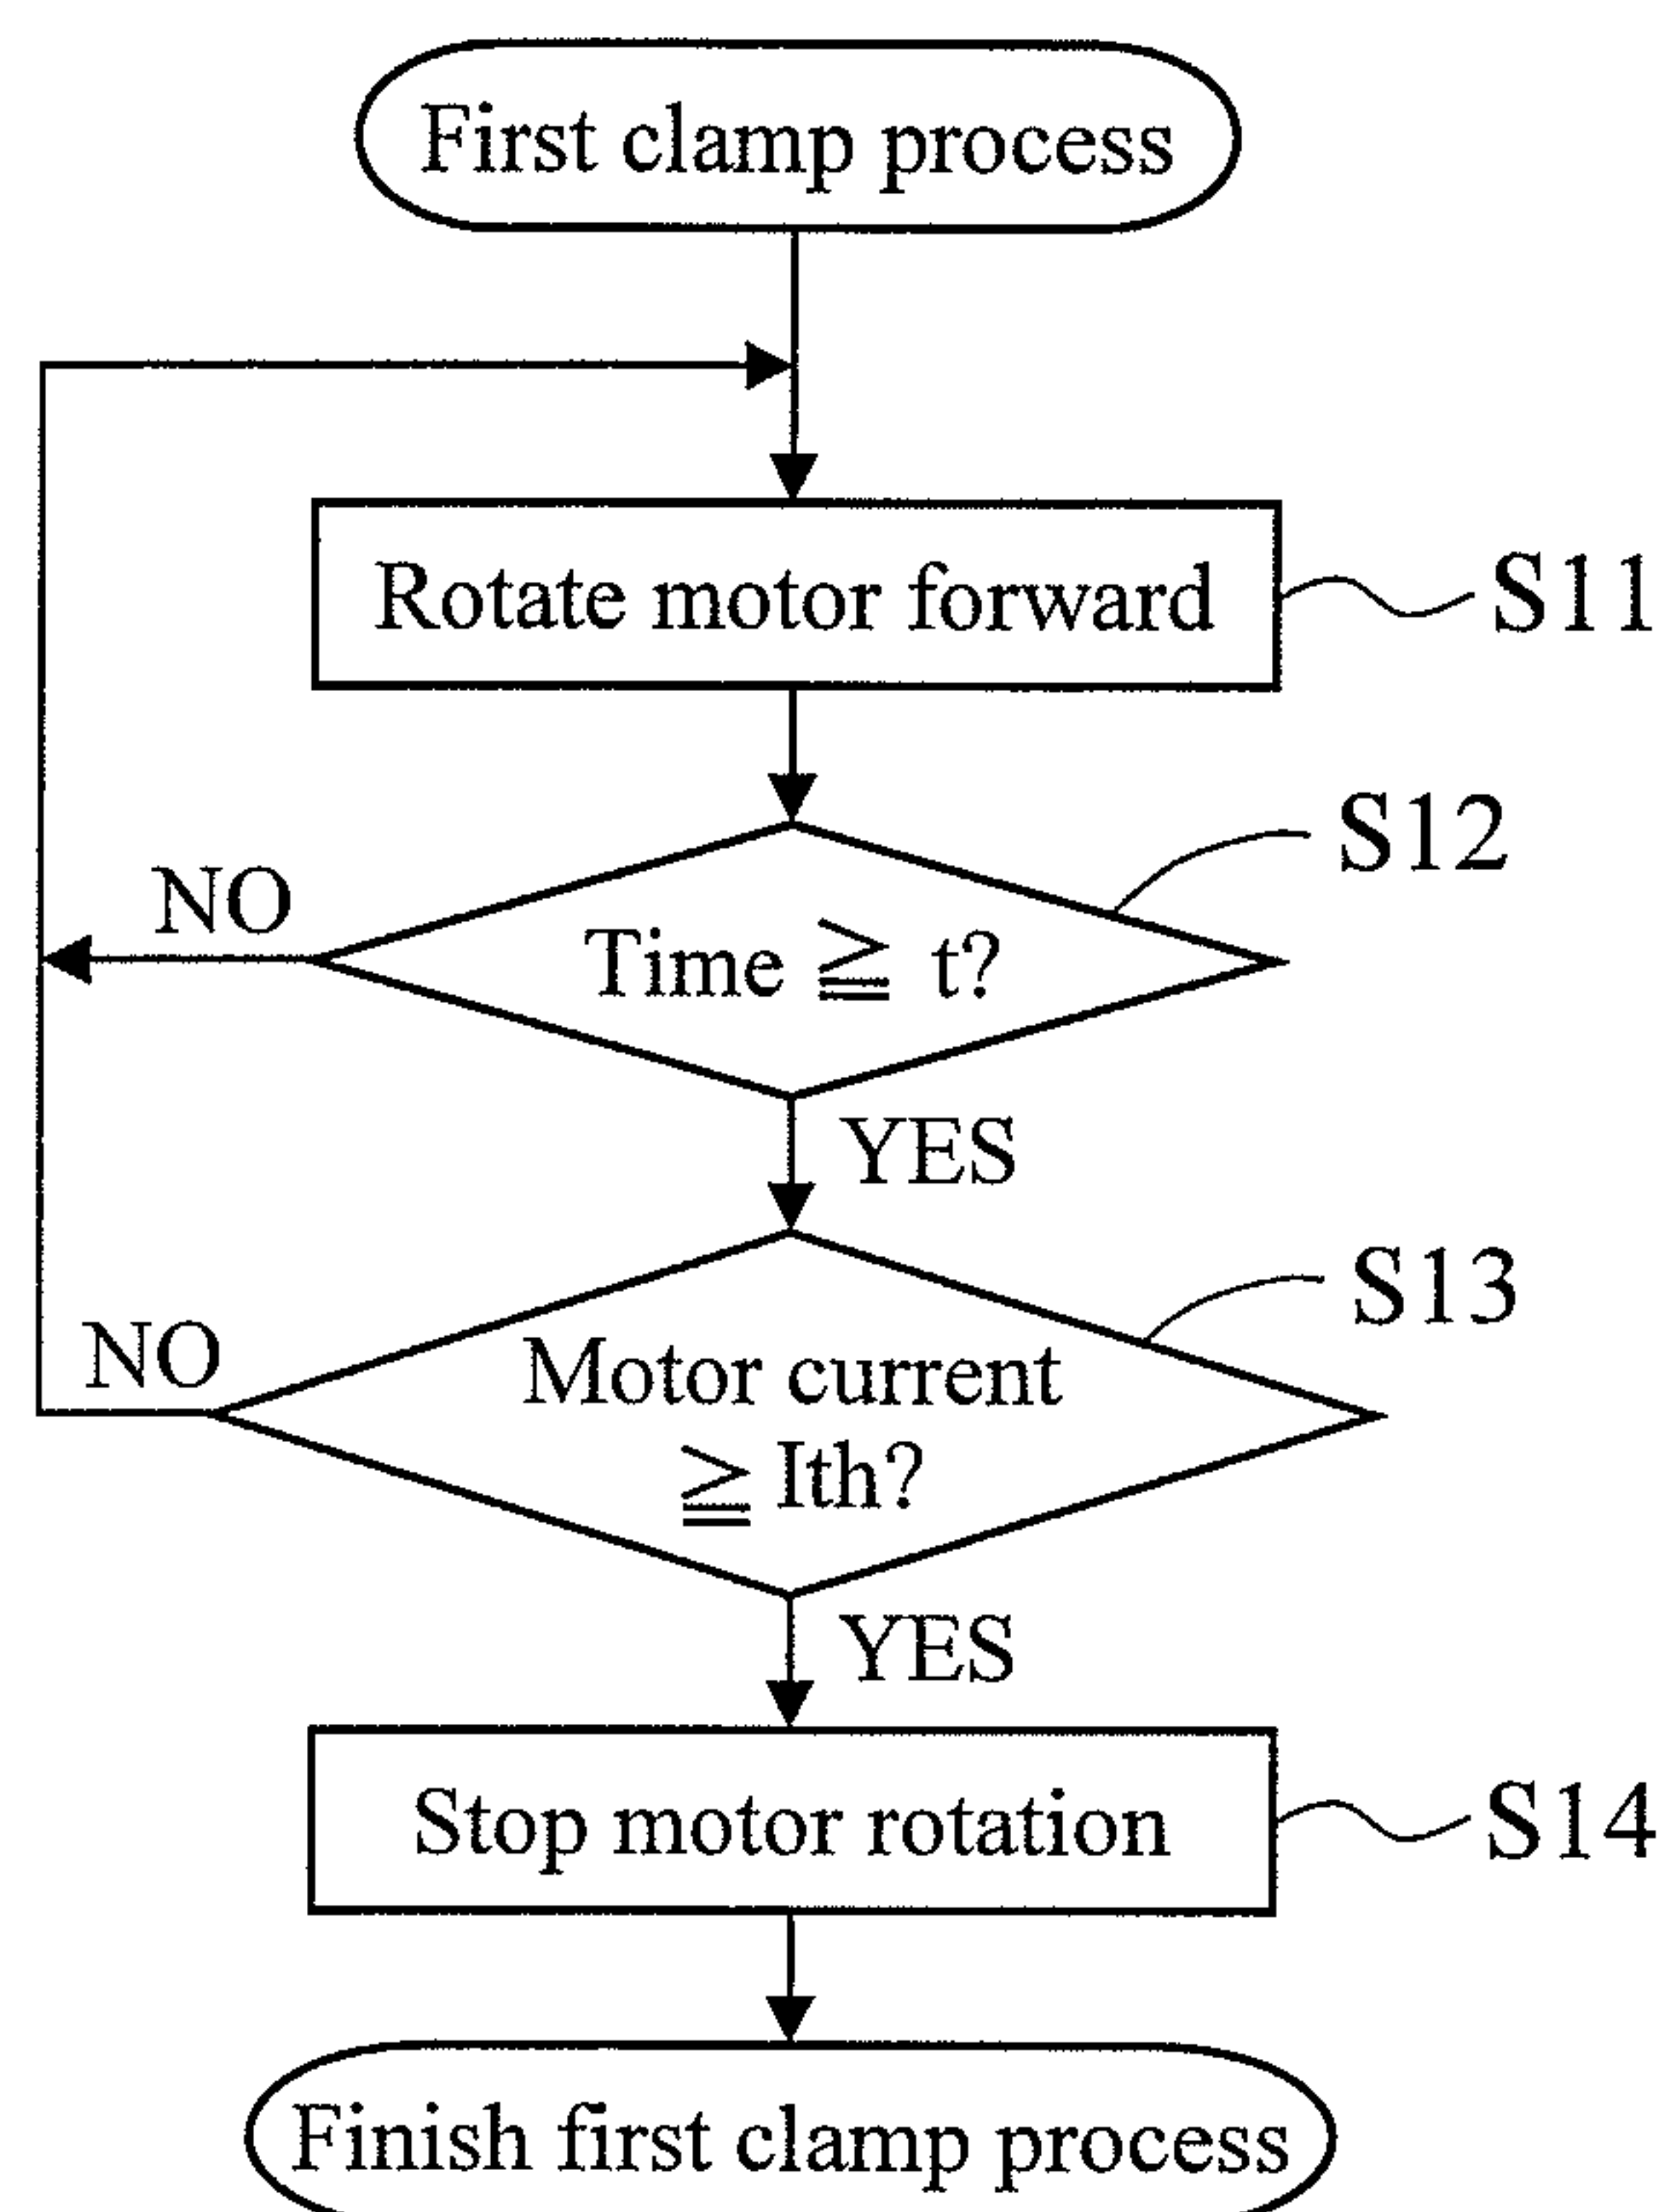 First clamp process
Rotate motor forward
S11
S12
NO
Time ≧ t?
YES
S13
NO
Motor current
≧ Ith?
YES
Stop motor rotation
S14
Finish first clamp process